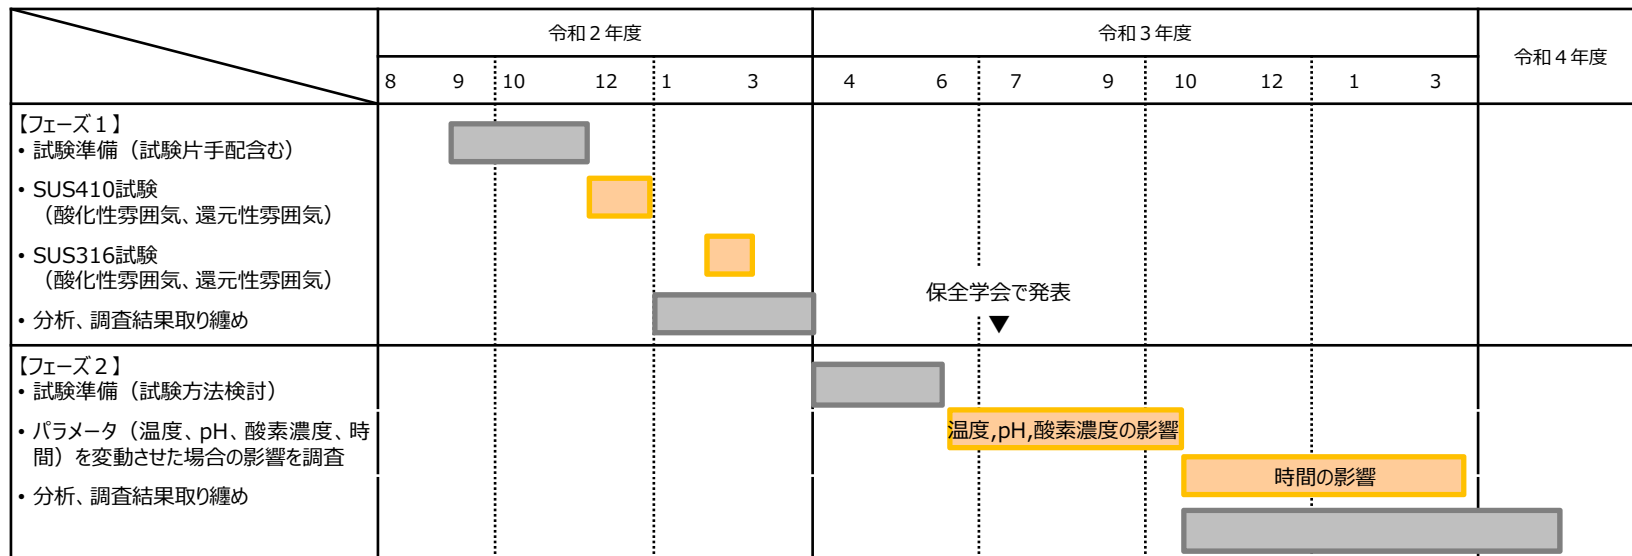 令和２年度
令和３年度
令和４年度
8 9 10 12 1 3 4 6 7 9 10 12 1 3
【フェーズ１】
• 試験準備（試験片手配含む）
• SUS410試験
（酸化性雰囲気、還元性雰囲気）
• SUS316試験
（酸化性雰囲気、還元性雰囲気）
• 分析、調査結果取り纏め
保全学会で発表
▼
【フェーズ２】
• 試験準備（試験方法検討）
• パラメータ（温度、pH、酸素濃度、時
間）を変動させた場合の影響を調査
• 分析、調査結果取り纏め
温度,pH,酸素濃度の影響
時間の影響